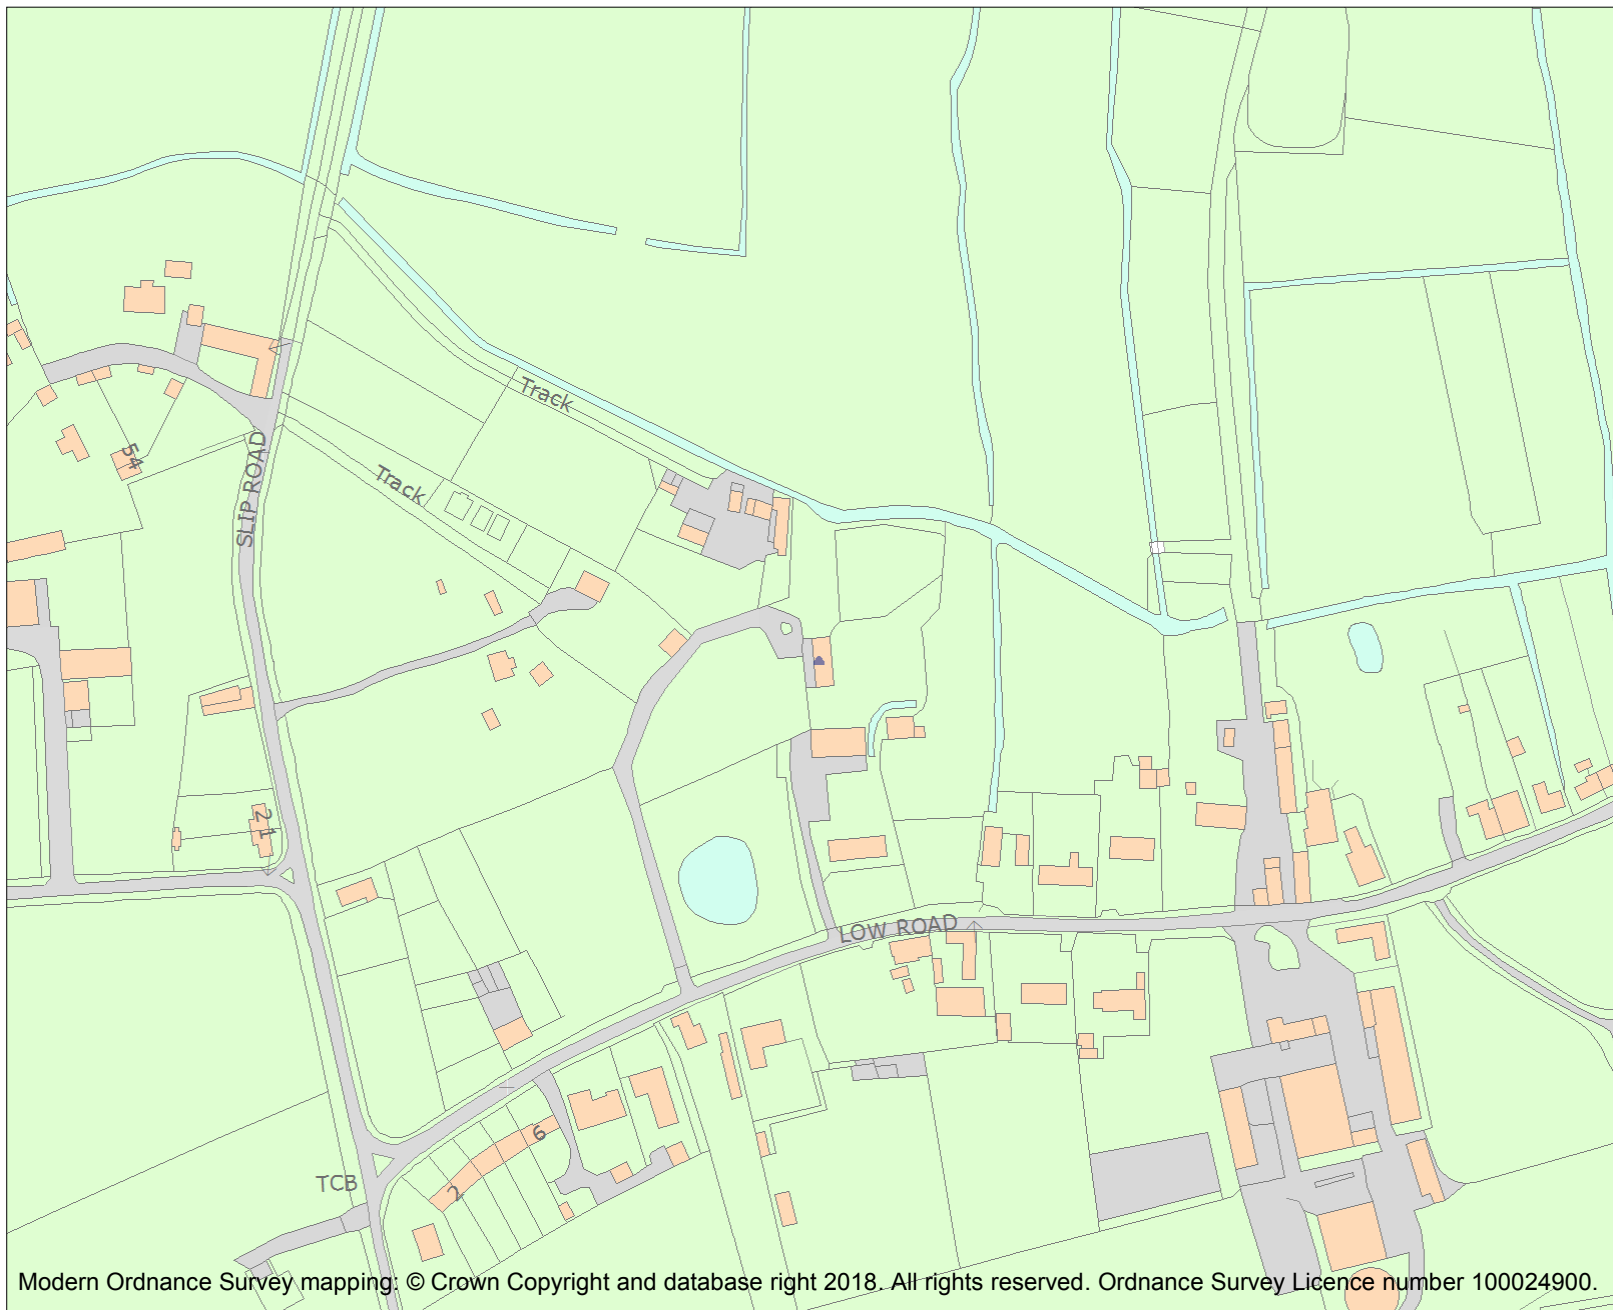 Track
Track
54
SLIP ROAD
21
LOW ROAD
6
2
TCB
Modern Ordnance Survey mapping: © Crown Copyright and database right 2018. All rights reserved. Ordnance Survey Licence number 100024900.